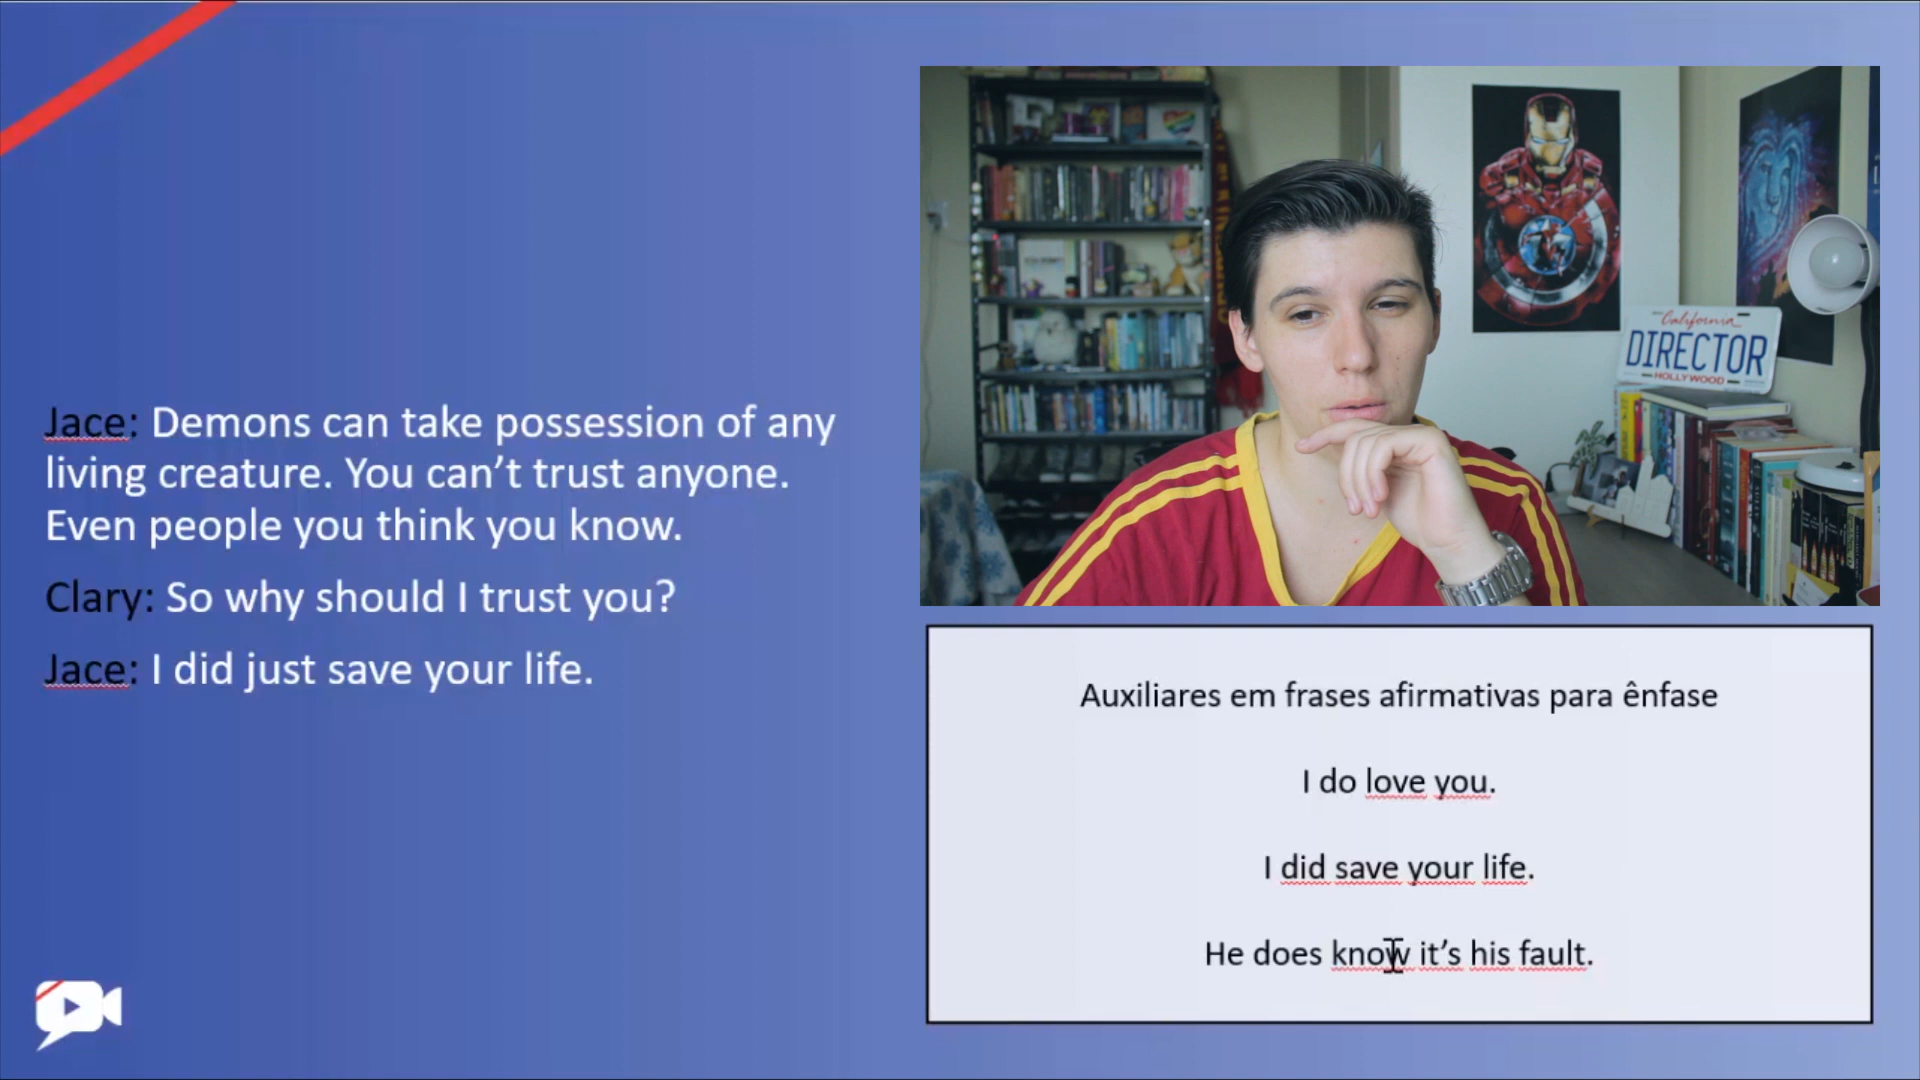 Jace: Demons can take possession of any
living creature. You can’t trust anyone.
Even people you think you know.
Clary: So why should I trust you?
Jace: I did just save your life.
California
DIRECTOR
HOLLYWOOD
Auxiliares em frases afirmativas para ênfase
I do love you.
I did save your life.
He does know it’s his fault.